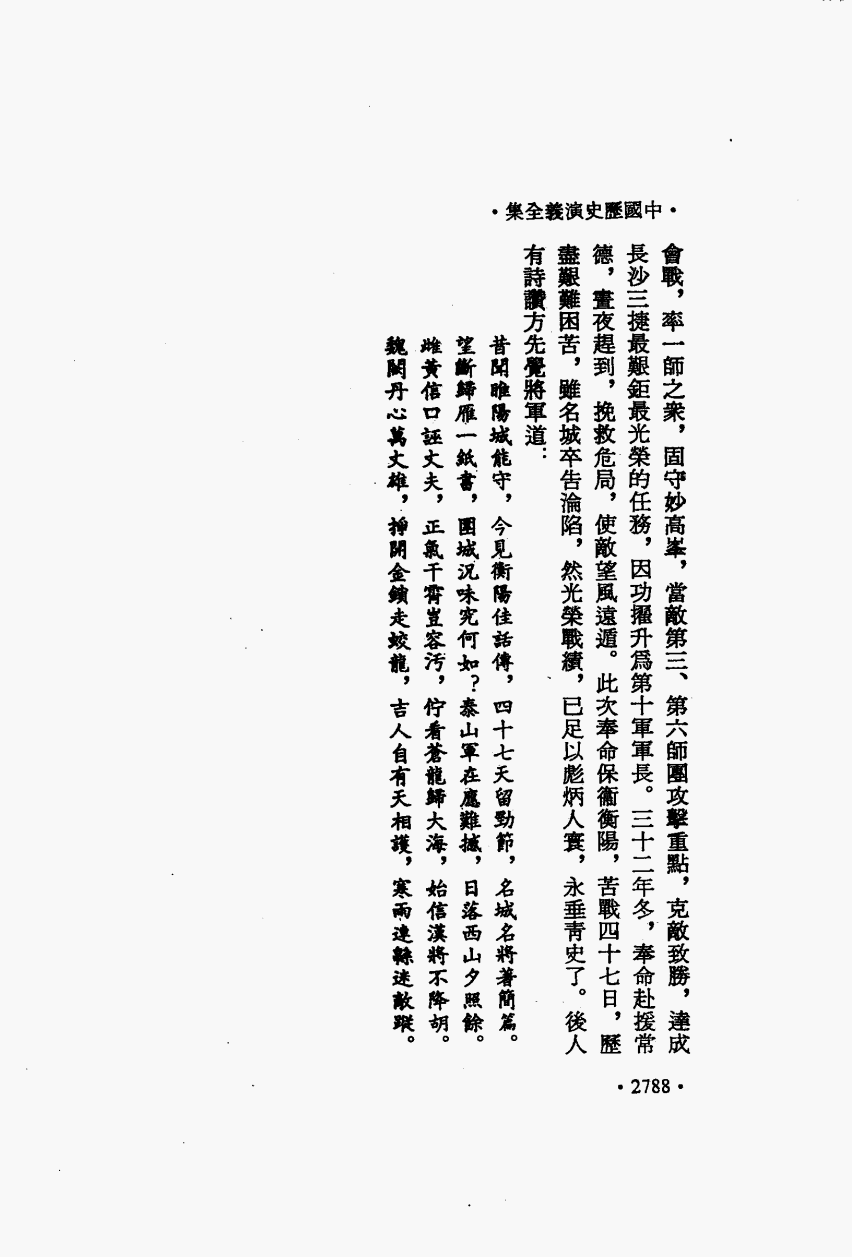 •中國歷史演義全集•
會戰，率一師之衆，固守妙高峯，當敵第三、第六師團攻擊重點，克敵致勝，達成
長沙三捷最艱鉅最光榮的任務，因功擢升爲第十軍軍長。三十二年冬，奉命赴援常
德，晝夜趕到，挽救危局，使敵望風遠遁。此次奉命保衞衡陽，苦戰四十七日，歷
盡艱難困苦，雖名城卒告淪陷，然光榮戰績，已足以彪炳人寰，永垂青史了。後人
有詩讚方先覺將軍道：
昔聞睢陽城能守，今見衡陽佳話傳，四十七天留勁節，名城名將著簡篇。
望斷歸雁一紙書，圍城況味究何如？泰山軍在應難撼，日落西山夕照餘。
雌黃信口誣丈夫，正氣干霄豈容汚，佇看蒼龍歸大海，始信漢將不降胡。
魏闕丹心萬丈雄，掙開金鎖走蛟龍，吉人自有天相護，寒雨連緜迷敵蹤。
•2788•